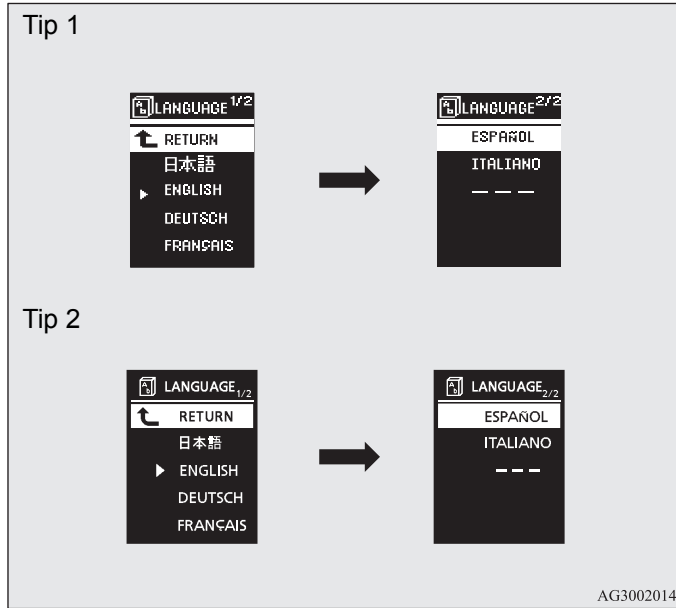 Tip 1
LANGUAGE 1/2
RETURN
日本語
ENGLISH
DEUTSCH
FRANÇAIS
LANGUAGE 2/2
ESPAÑOL
ITALIANO
– – –
Tip 2
LANGUAGE 1/2
RETURN
日本語
ENGLISH
DEUTSCH
FRANÇAIS
LANGUAGE 2/2
ESPAÑOL
ITALIANO
– – –
AG3002014